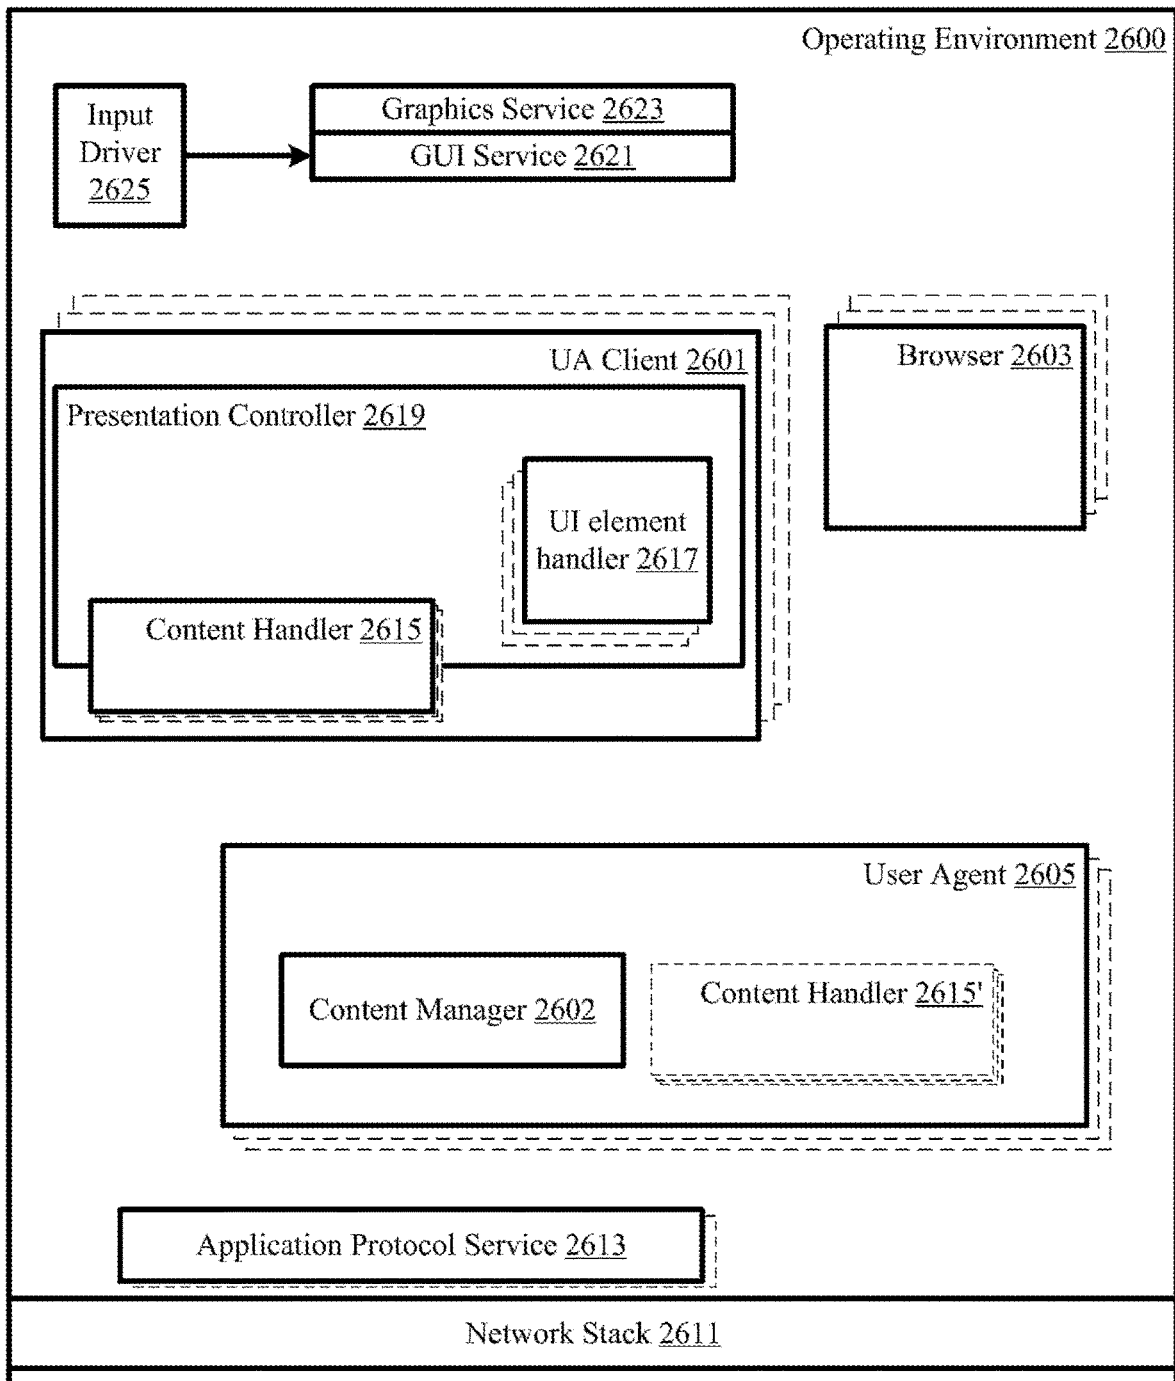 Operating Environment 2600
Input
Driver
2625
Graphics Service 2623
GUI Service 2621
UA Client 2601
Browser 2603
Presentation Controller 2619
UI element
handler 2617
Content Handler 2615
User Agent 2605
Content Manager 2602
Content Handler 2615'
Application Protocol Service 2613
Network Stack 2611